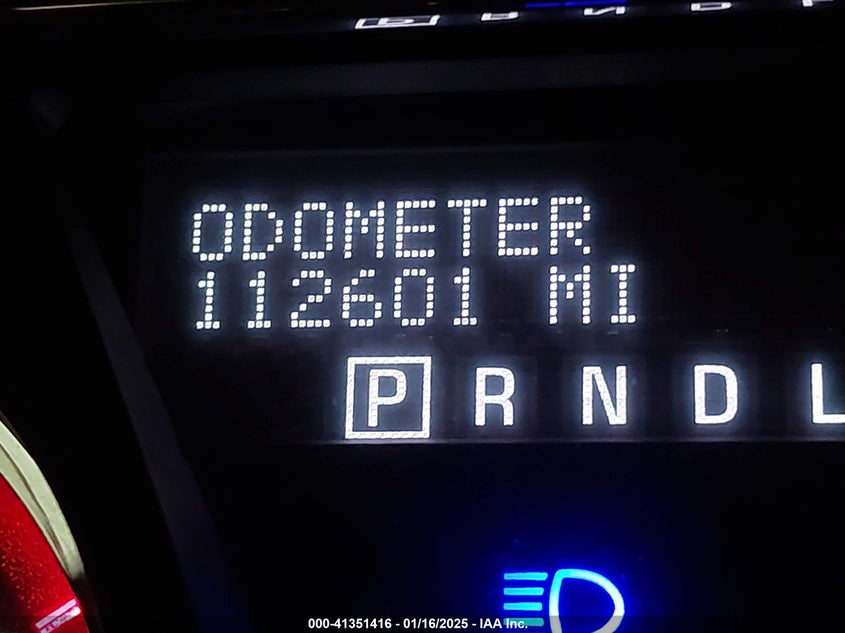 ODOMETER
112601 MI
P R N D L
000-41351416 - 01/16/2025 - IAA Inc.